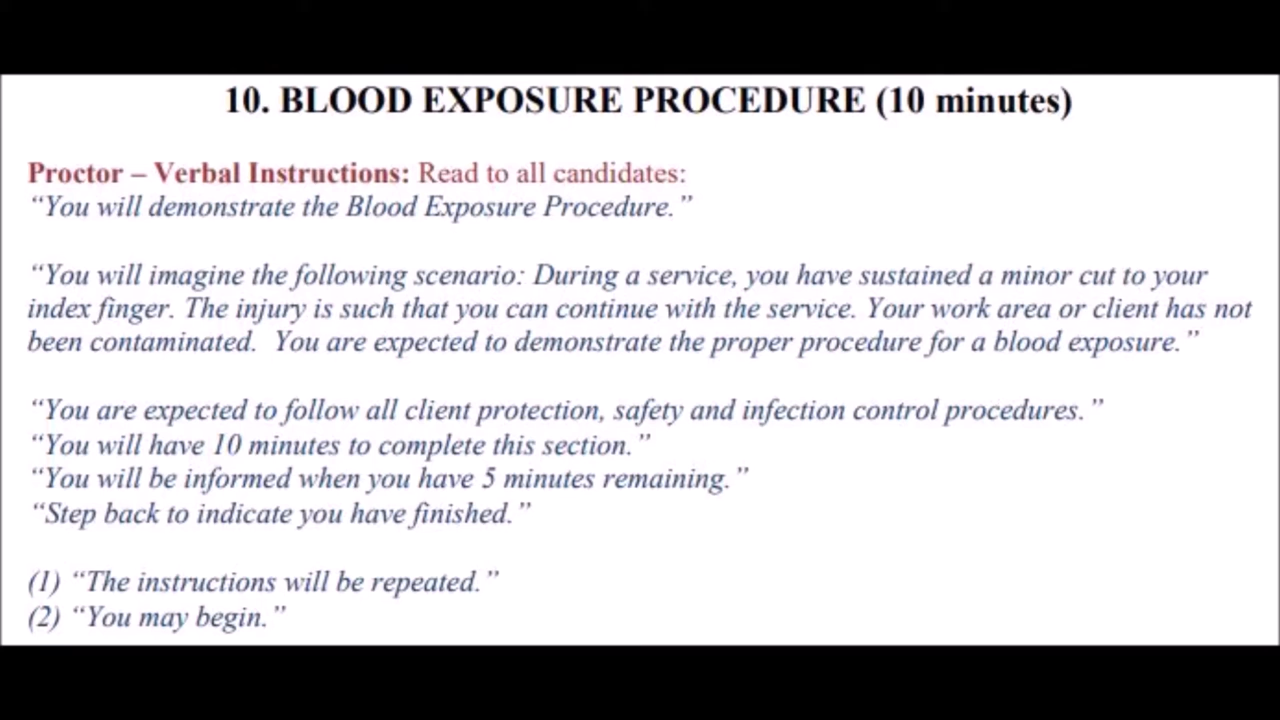 10. BLOOD EXPOSURE PROCEDURE (10 minutes)
Proctor – Verbal Instructions: Read to all candidates:
“You will demonstrate the Blood Exposure Procedure.”
“You will imagine the following scenario: During a service, you have sustained a minor cut to your
index finger. The injury is such that you can continue with the service. Your work area or client has not
been contaminated.  You are expected to demonstrate the proper procedure for a blood exposure.”
“You are expected to follow all client protection, safety and infection control procedures.”
“You will have 10 minutes to complete this section.”
“You will be informed when you have 5 minutes remaining.”
“Step back to indicate you have finished.”
(1) “The instructions will be repeated.”
(2) “You may begin.”